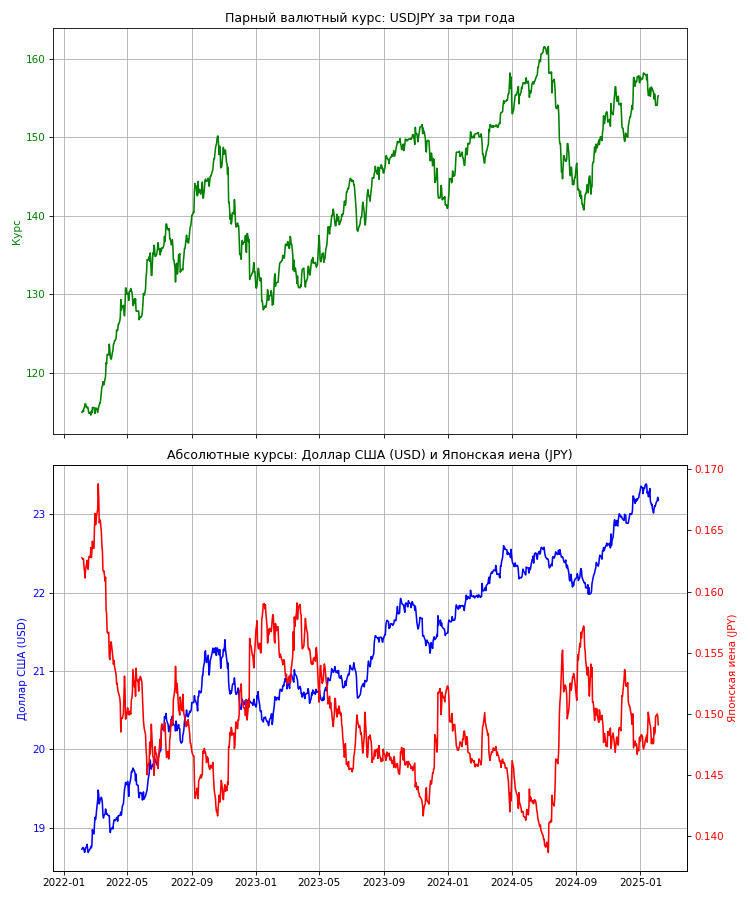 Парный валютный курс: USDJPY за три года
160
150
140
130
120
Курс
Абсолютные курсы: Доллар США (USD) и Японская иена (JPY)
23
22
21
20
19
Доллар США (USD)
0.170
0.165
0.160
0.155
0.150
0.145
0.140
Японская иена (JPY)
2022-01 2022-05 2022-09 2023-01 2023-05 2023-09 2024-01 2024-05 2024-09 2025-01